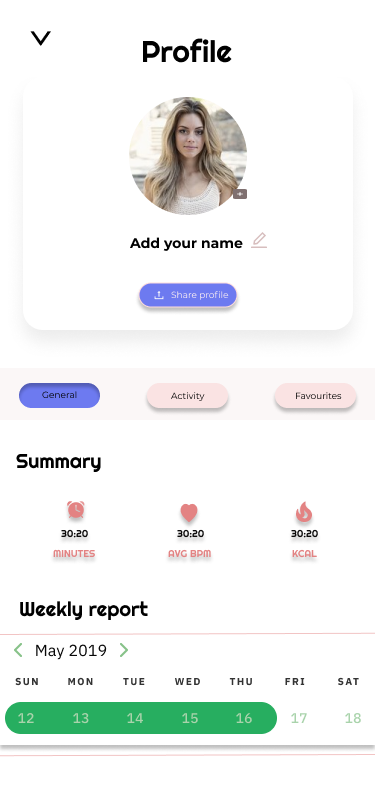 Profile
Add your name
Share profile
General Activity Favourites
Summary
30:20 30:20 30:20
MINUTES AVG BPM KCAL
Weekly report
May 2019
SUN MON TUE WED THU FRI SAT
12 13 14 15 16 17 18